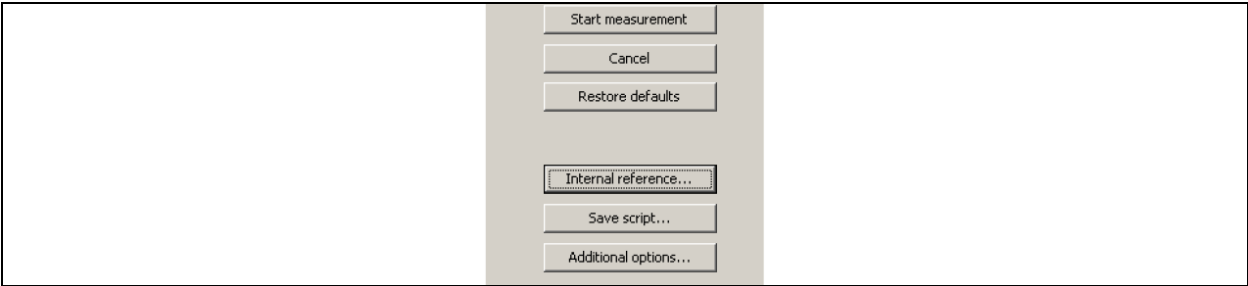 Start measurement
Cancel
Restore defaults
Internal reference...
Save script...
Additional options...